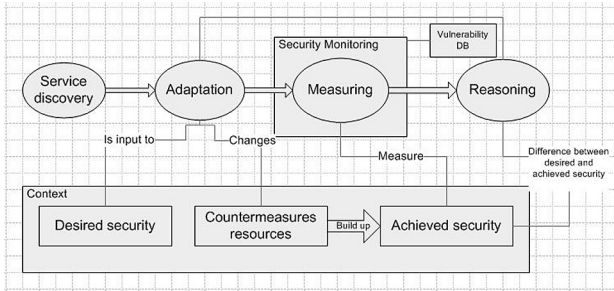 Security Monitoring
Vulnerability
DB
Service
discovery
Adaptation
Measuring
Reasoning
Is input to
Changes
Measure
Difference between
desired and
achieved security
Context
Desired security
Countermeasures
resources
Build up
Achieved security